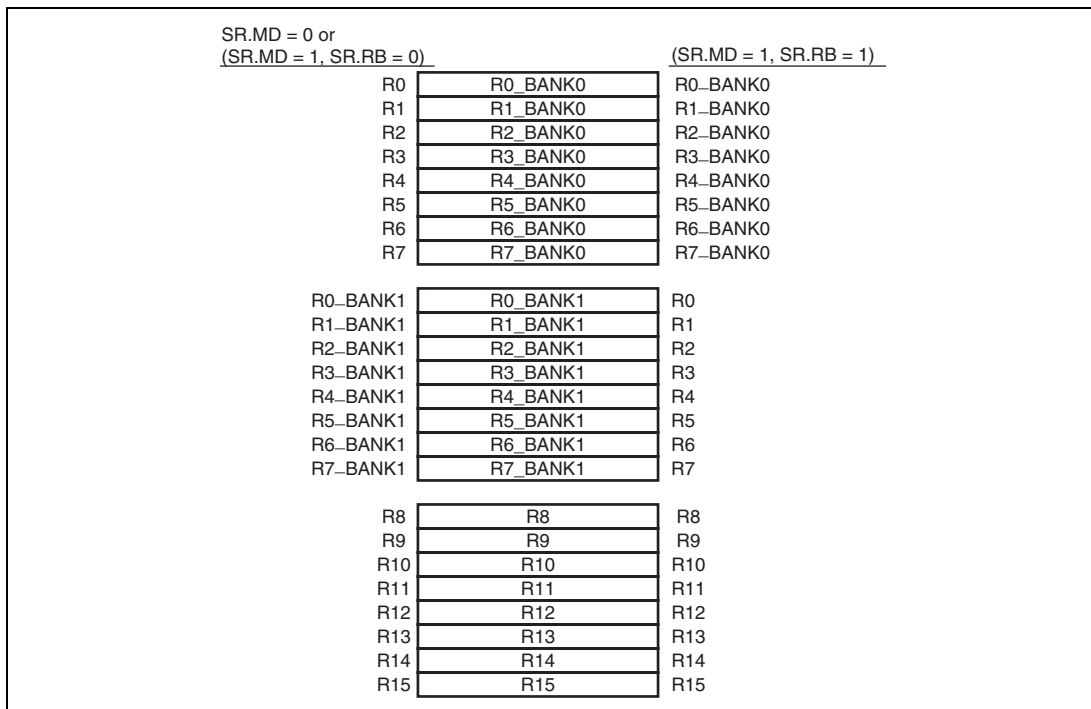 SR.MD = 0 or
(SR.MD = 1, SR.RB = 0) (SR.MD = 1, SR.RB = 1)
R0 R0_BANK0 R0_BANK0
R1 R1_BANK0 R1_BANK0
R2 R2_BANK0 R2_BANK0
R3 R3_BANK0 R3_BANK0
R4 R4_BANK0 R4_BANK0
R5 R5_BANK0 R5_BANK0
R6 R6_BANK0 R6_BANK0
R7 R7_BANK0 R7_BANK0
R0_BANK1 R0_BANK1 R0
R1_BANK1 R1_BANK1 R1
R2_BANK1 R2_BANK1 R2
R3_BANK1 R3_BANK1 R3
R4_BANK1 R4_BANK1 R4
R5_BANK1 R5_BANK1 R5
R6_BANK1 R6_BANK1 R6
R7_BANK1 R7_BANK1 R7
R8 R8 R8
R9 R9 R9
R10 R10 R10
R11 R11 R11
R12 R12 R12
R13 R13 R13
R14 R14 R14
R15 R15 R15